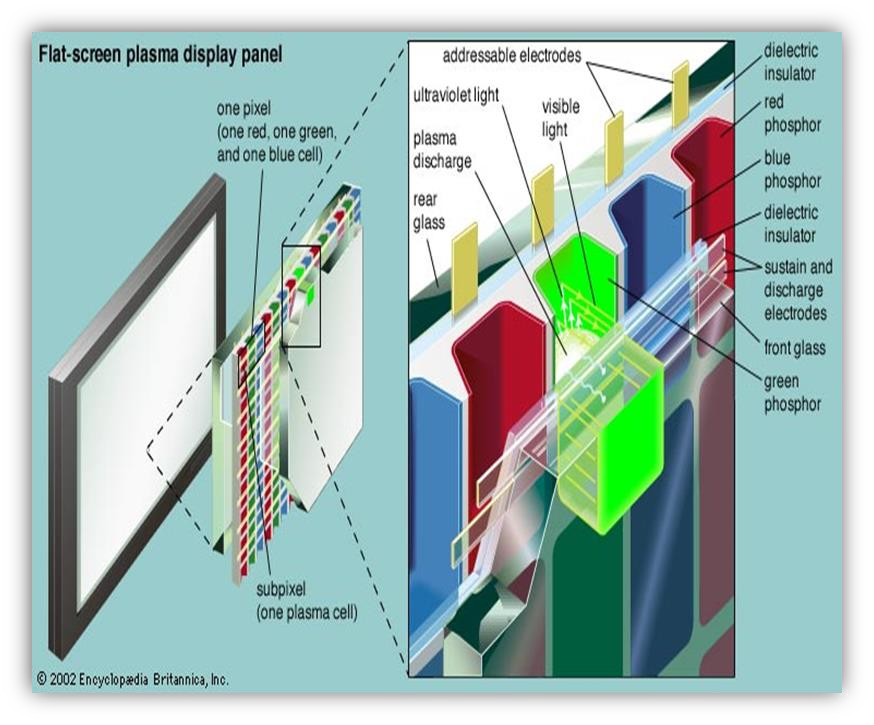 Flat-screen plasma display panel
one pixel
(one red, one green,
and one blue cell)
subpixel
(one plasma cell)
addressable electrodes
ultraviolet light
visible
light
plasma
discharge
rear
glass
dielectric
insulator
red
phosphor
blue
phosphor
dielectric
insulator
sustain and
discharge
electrodes
front glass
green
phosphor
© 2002 Encyclopædia Britannica, Inc.